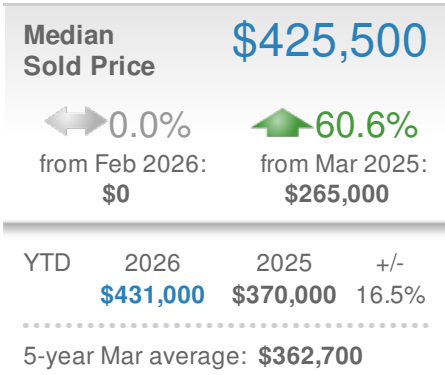 Median $425,500
Sold Price
0.0% 60.6%
from Feb 2026: from Mar 2025:
$0 $265,000
YTD 2026 2025 +/-
$431,000 $370,000 16.5%
5-year Mar average: $362,700